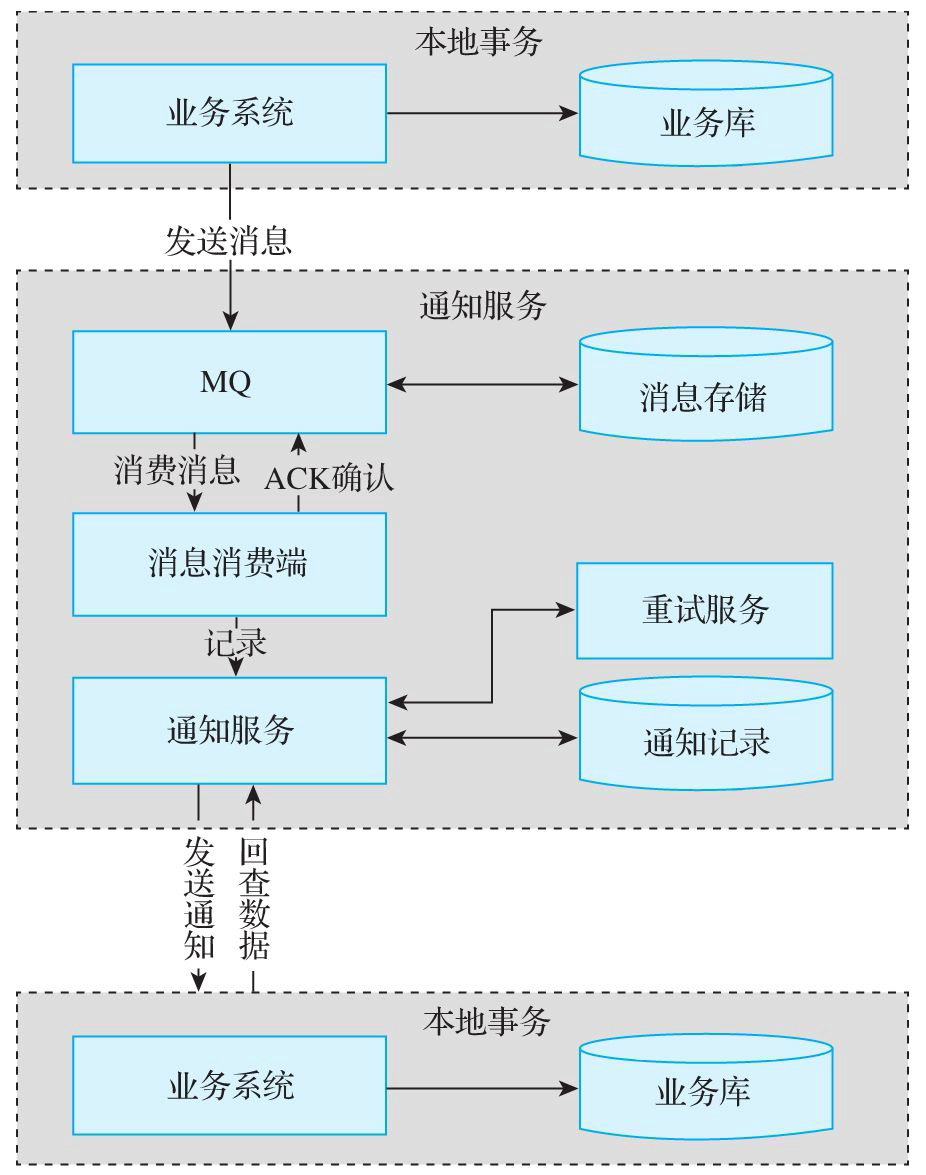 本地事务
业务系统
业务库
发送消息
通知服务
MQ
消息存储
消费消息
ACK确认
消息消费端
重试服务
记录
通知服务
通知记录
发送通知
回查数据
本地事务
业务系统
业务库